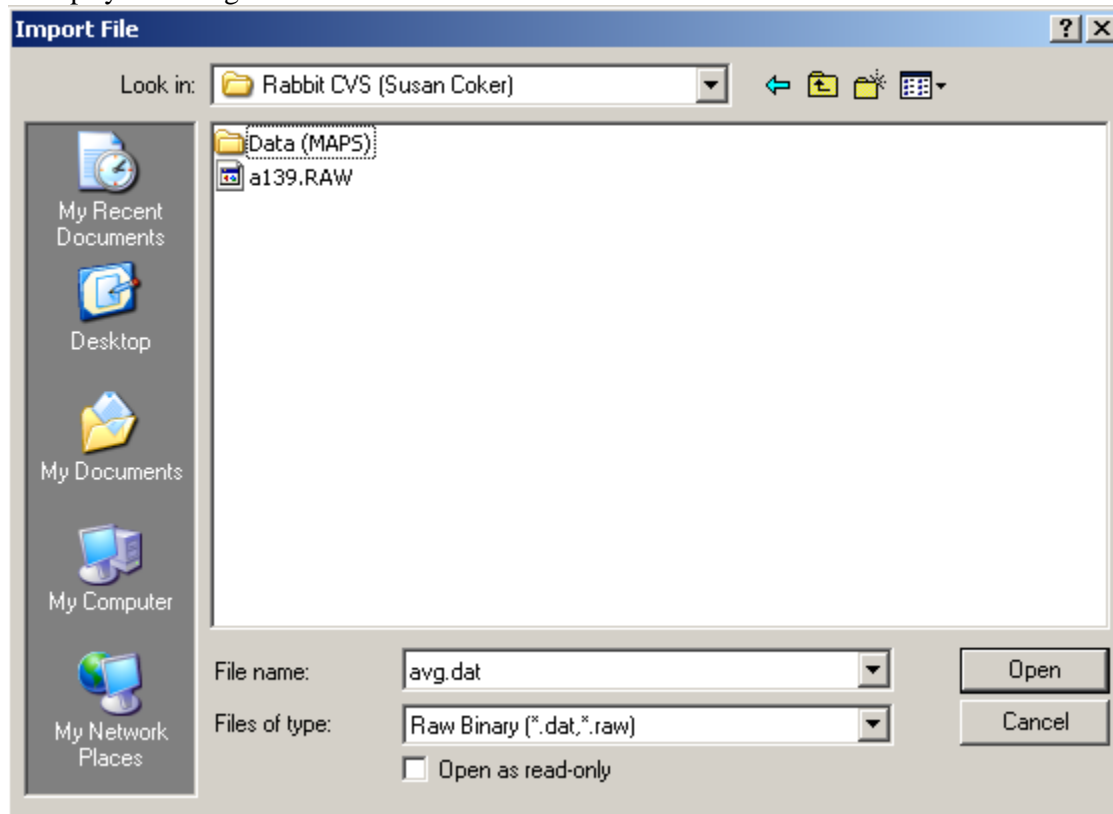 Import File
Look in: Rabbit CVS (Susan Coker)
Data (MAPS)
a139.RAW
My Recent
Documents
Desktop
My Documents
My Computer
My Network
Places
File name: avg.dat Open
Files of type: Raw Binary (*.dat,*.raw) Cancel
Open as read-only